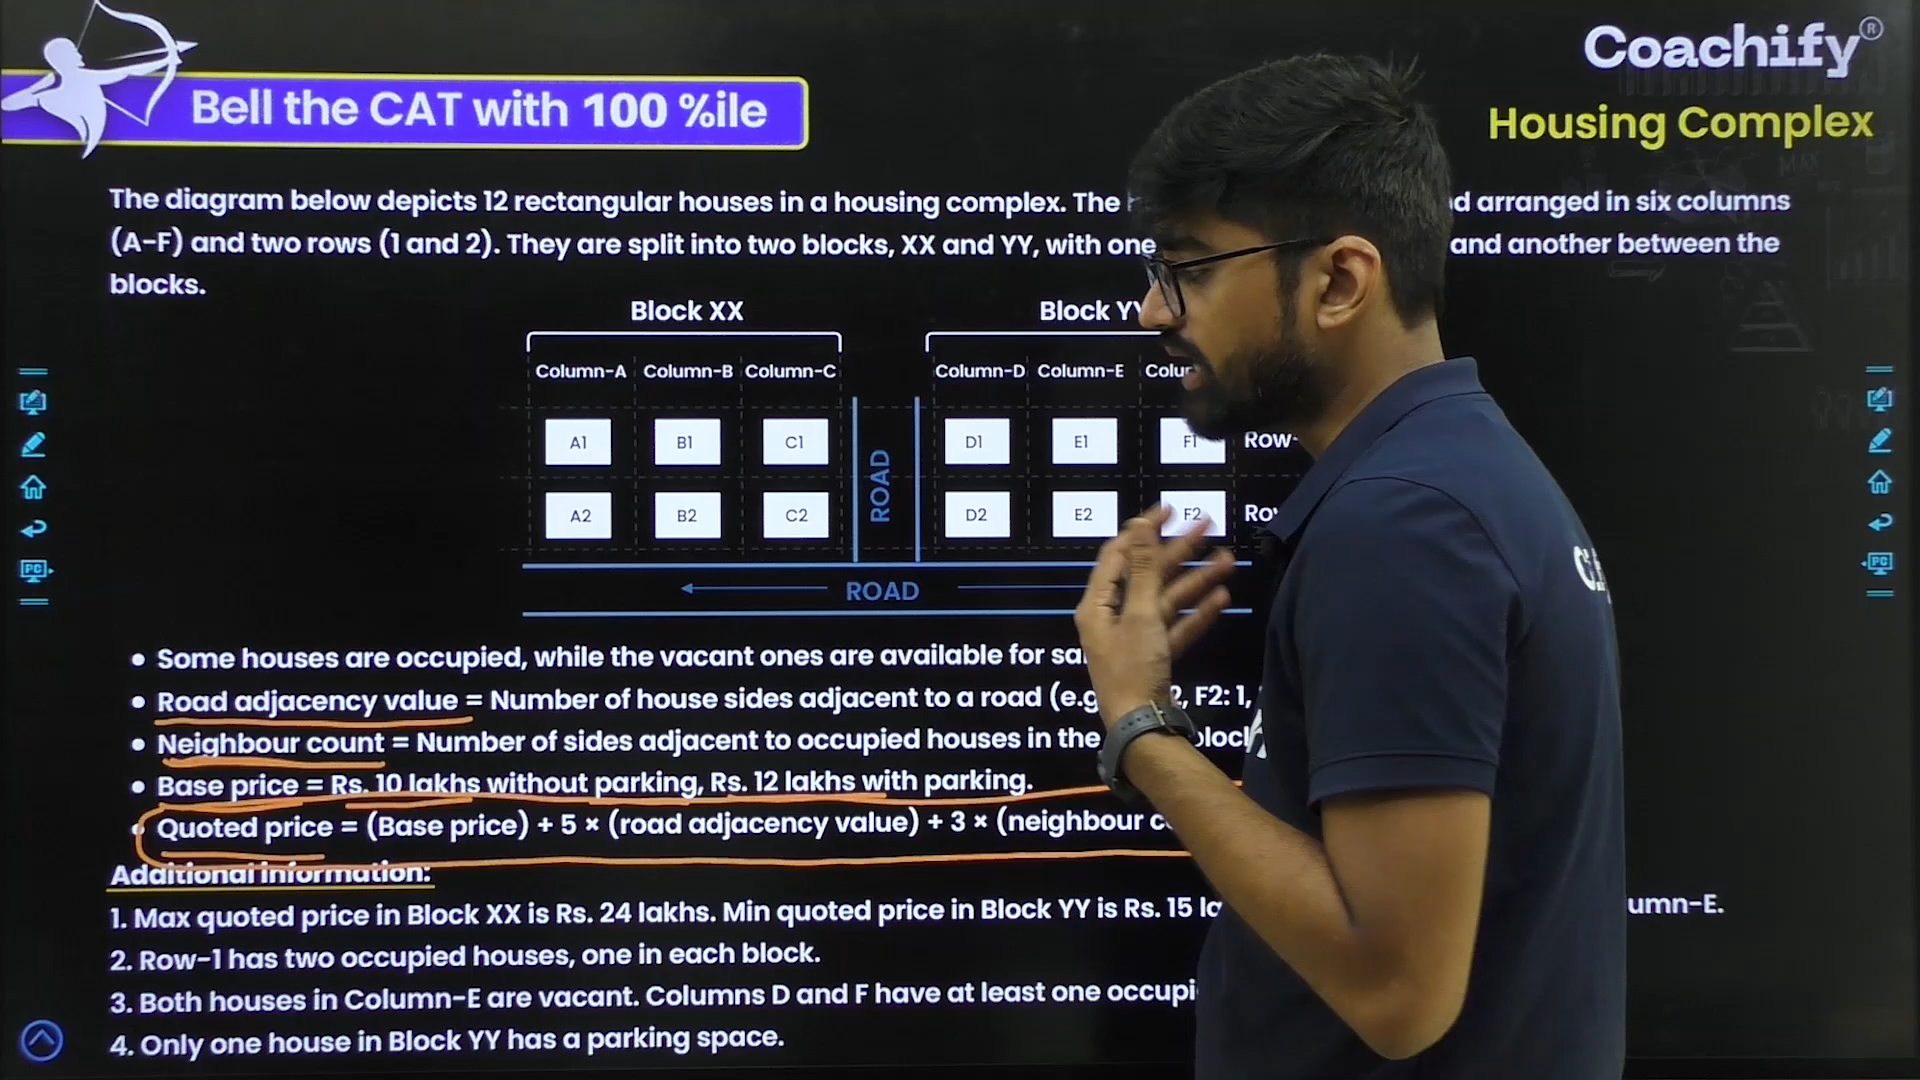 Coachify®
Bell the CAT with 100 %ile
Housing Complex
The diagram below depicts 12 rectangular houses in a housing complex. The arranged in six columns
(A-F) and two rows (1 and 2). They are split into two blocks, XX and YY, with one and another between the
blocks.
Block XX Block YY
Column-A Column-B Column-C Column-D Column-E
A1 B1 C1 D1 E1 F1
ROAD
A2 B2 C2 D2 E2 F2
ROAD
• Some houses are occupied, while the vacant ones are available for
• Road adjacency value = Number of house sides adjacent to a road (e.g. 2, F2: 1,
• Neighbour count = Number of sides adjacent to occupied houses in the
• Base price = Rs. 10 lakhs without parking, Rs. 12 lakhs with parking.
• Quoted price = (Base price) + 5 × (road adjacency value) + 3 × (neighbour
Additional information:
1. Max quoted price in Block XX is Rs. 24 lakhs. Min quoted price in Block YY is Rs. 15
2. Row-1 has two occupied houses, one in each block.
3. Both houses in Column-E are vacant. Columns D and F have at least one
4. Only one house in Block YY has a parking space.
PC
PC